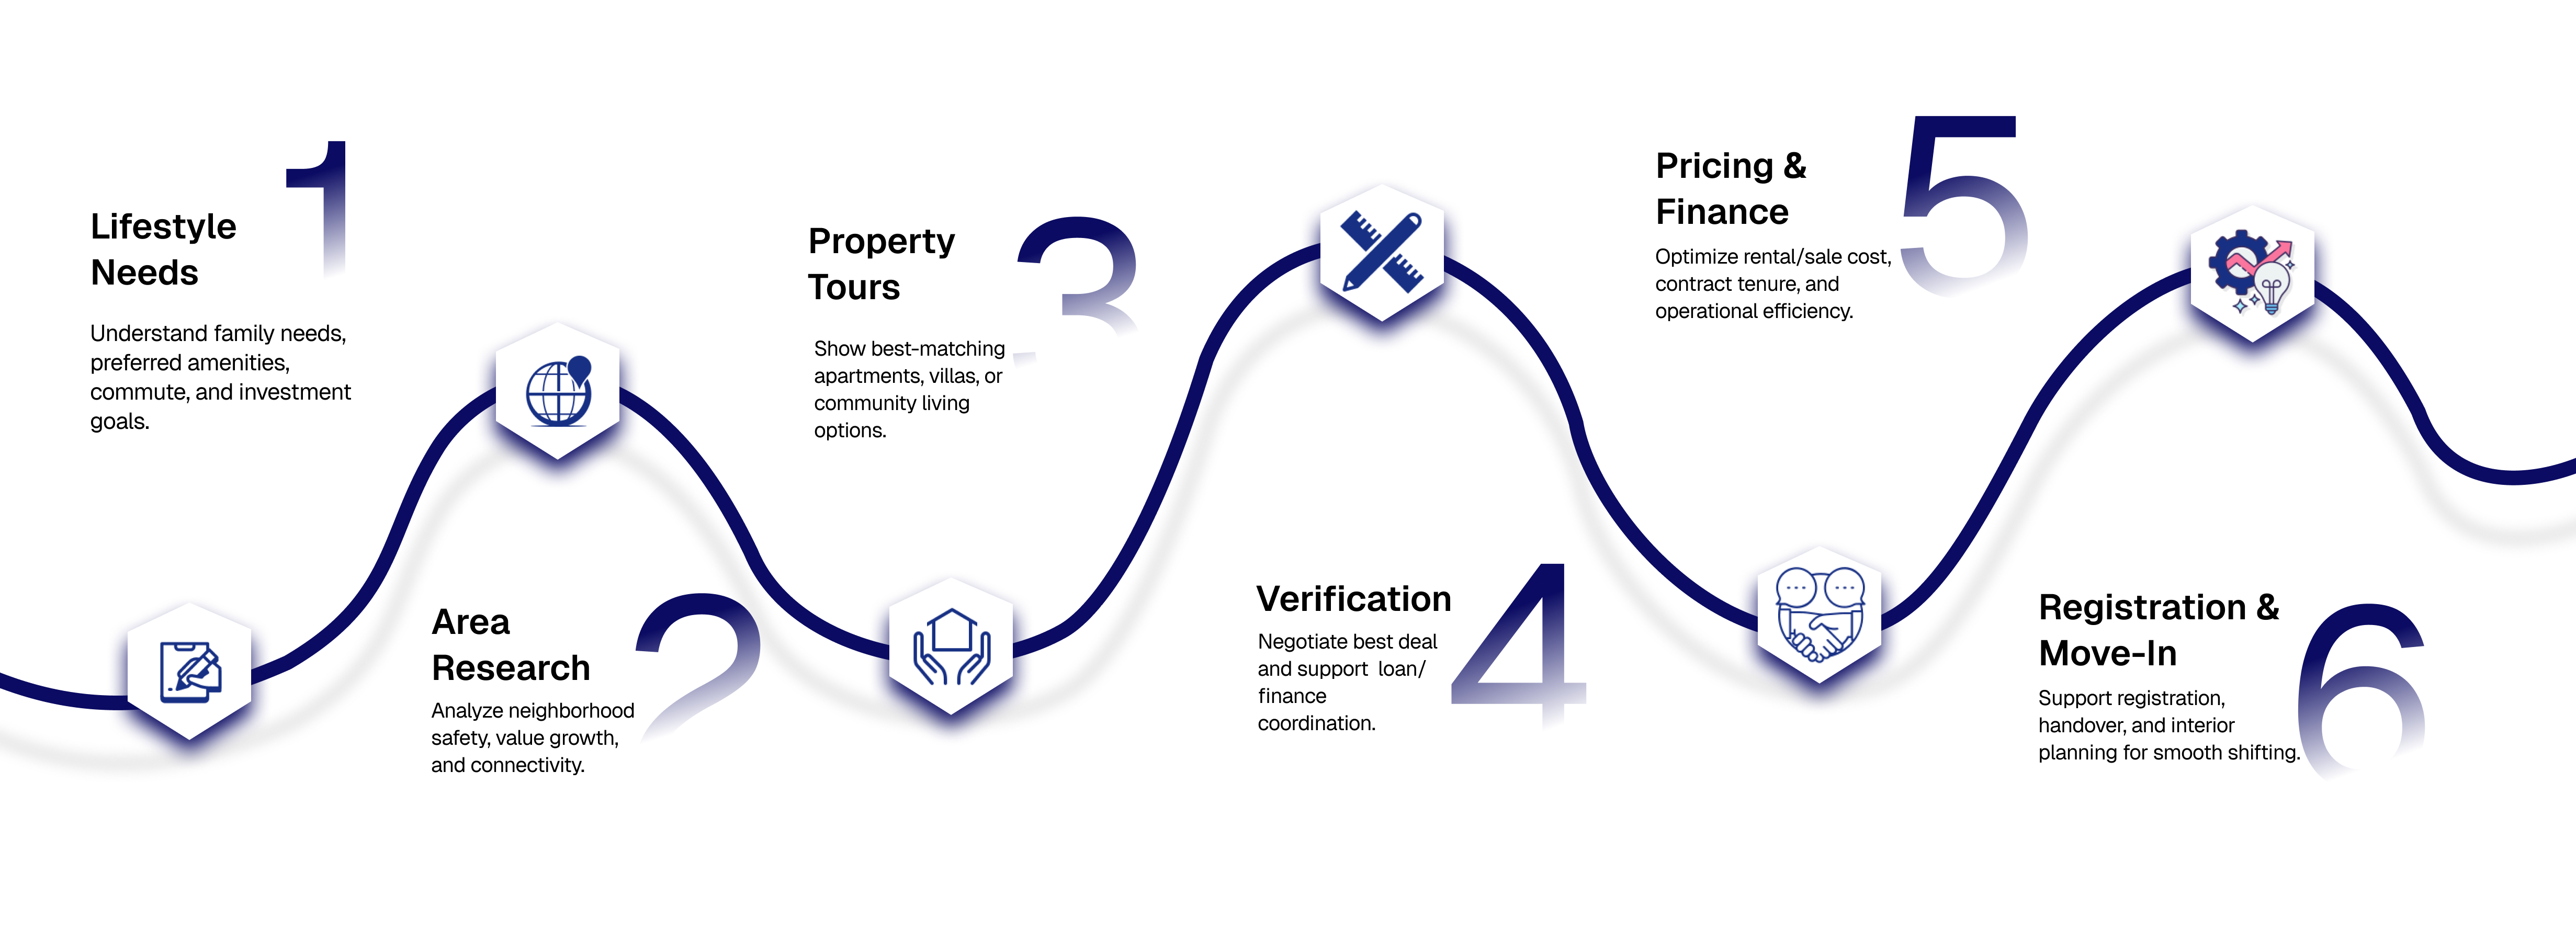 1
Lifestyle
Needs
Understand family needs,
preferred amenities,
commute, and investment
goals.
2
Area
Research
Analyze neighborhood
safety, value growth,
and connectivity.
3
Property
Tours
Show best-matching
apartments, villas, or
community living
options.
4
Verification
Negotiate best deal
and support  loan/
finance
coordination.
5
Pricing &
Finance
Optimize rental/sale cost,
contract tenure, and
operational efficiency.
6
Registration &
Move-In
Support registration,
handover, and interior
planning for smooth shifting.